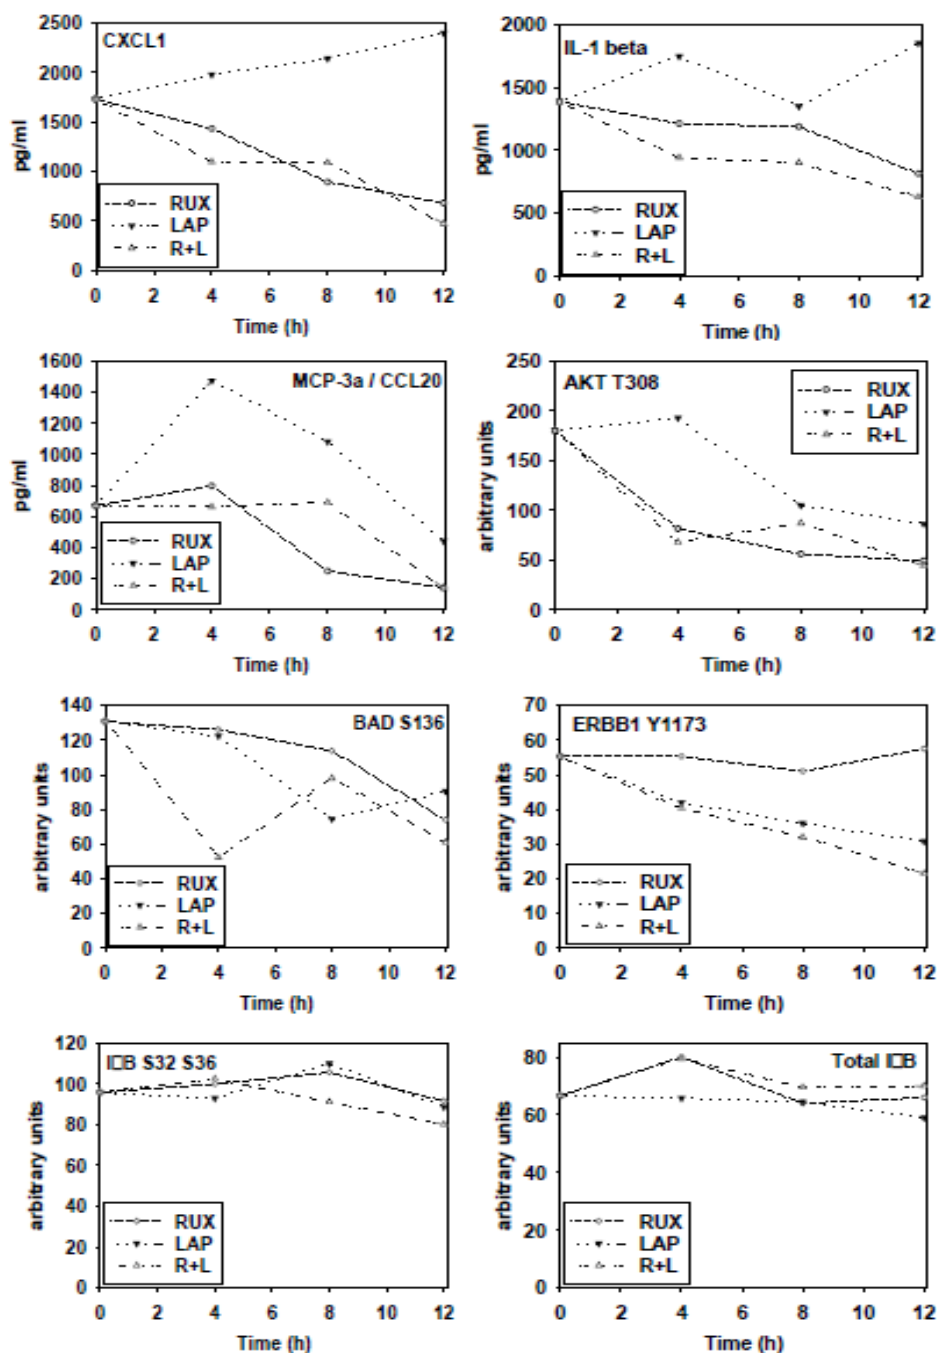 CXCL1
pg/ml
2500
2000
1500
1000
500
0
RUX
LAP
R+L
0 2 4 6 8 10 12
Time (h)
IL-1 beta
pg/ml
2000
1500
1000
500
0
RUX
LAP
R+L
0 2 4 6 8 10 12
Time (h)
MCP-3a / CCL20
pg/ml
1600
1400
1200
1000
800
600
400
200
0
RUX
LAP
R+L
0 2 4 6 8 10 12
Time (h)
AKT T308
arbitrary units
250
200
150
100
50
0
RUX
LAP
R+L
0 2 4 6 8 10 12
Time (h)
BAD S136
arbitrary units
140
120
100
80
60
40
20
0
RUX
LAP
R+L
0 2 4 6 8 10 12
Time (h)
ERBB1 Y1173
arbitrary units
70
60
50
40
30
20
10
0
RUX
LAP
R+L
0 2 4 6 8 10 12
Time (h)
I□B S32 S36
arbitrary units
120
100
80
60
40
20
0
RUX
LAP
R+L
0 2 4 6 8 10 12
Time (h)
Total I□B
arbitrary units
80
60
40
20
0
RUX
LAP
R+L
0 2 4 6 8 10 12
Time (h)